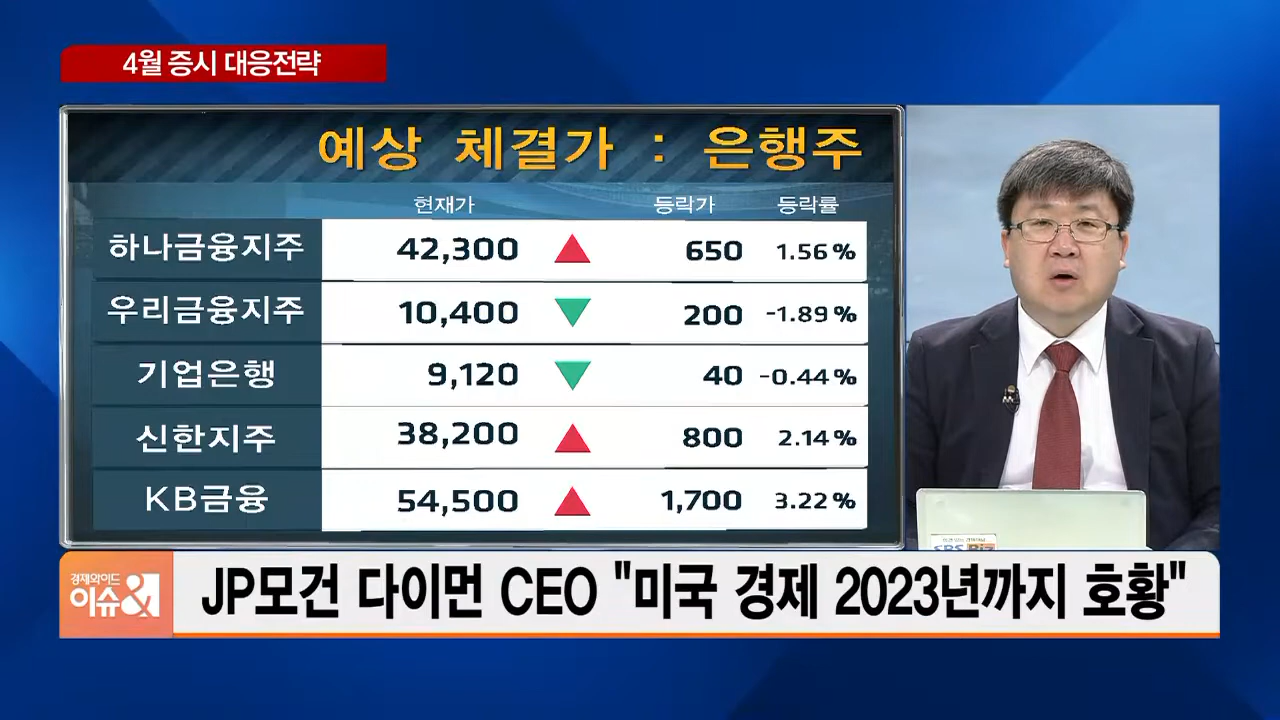 4월 증시 대응전략
예상 체결가 : 은행주
현재가 등락가 등락률
하나금융지주 42,300 ▲ 650 1.56%
우리금융지주 10,400 ▼ 200 -1.89%
기업은행 9,120 ▼ 40 -0.44%
신한지주 38,200 ▲ 800 2.14%
KB금융 54,500 ▲ 1,700 3.22%
SBS Biz
경제와이드
이슈&
JP모건 다이먼 CEO "미국 경제 2023년까지 호황"